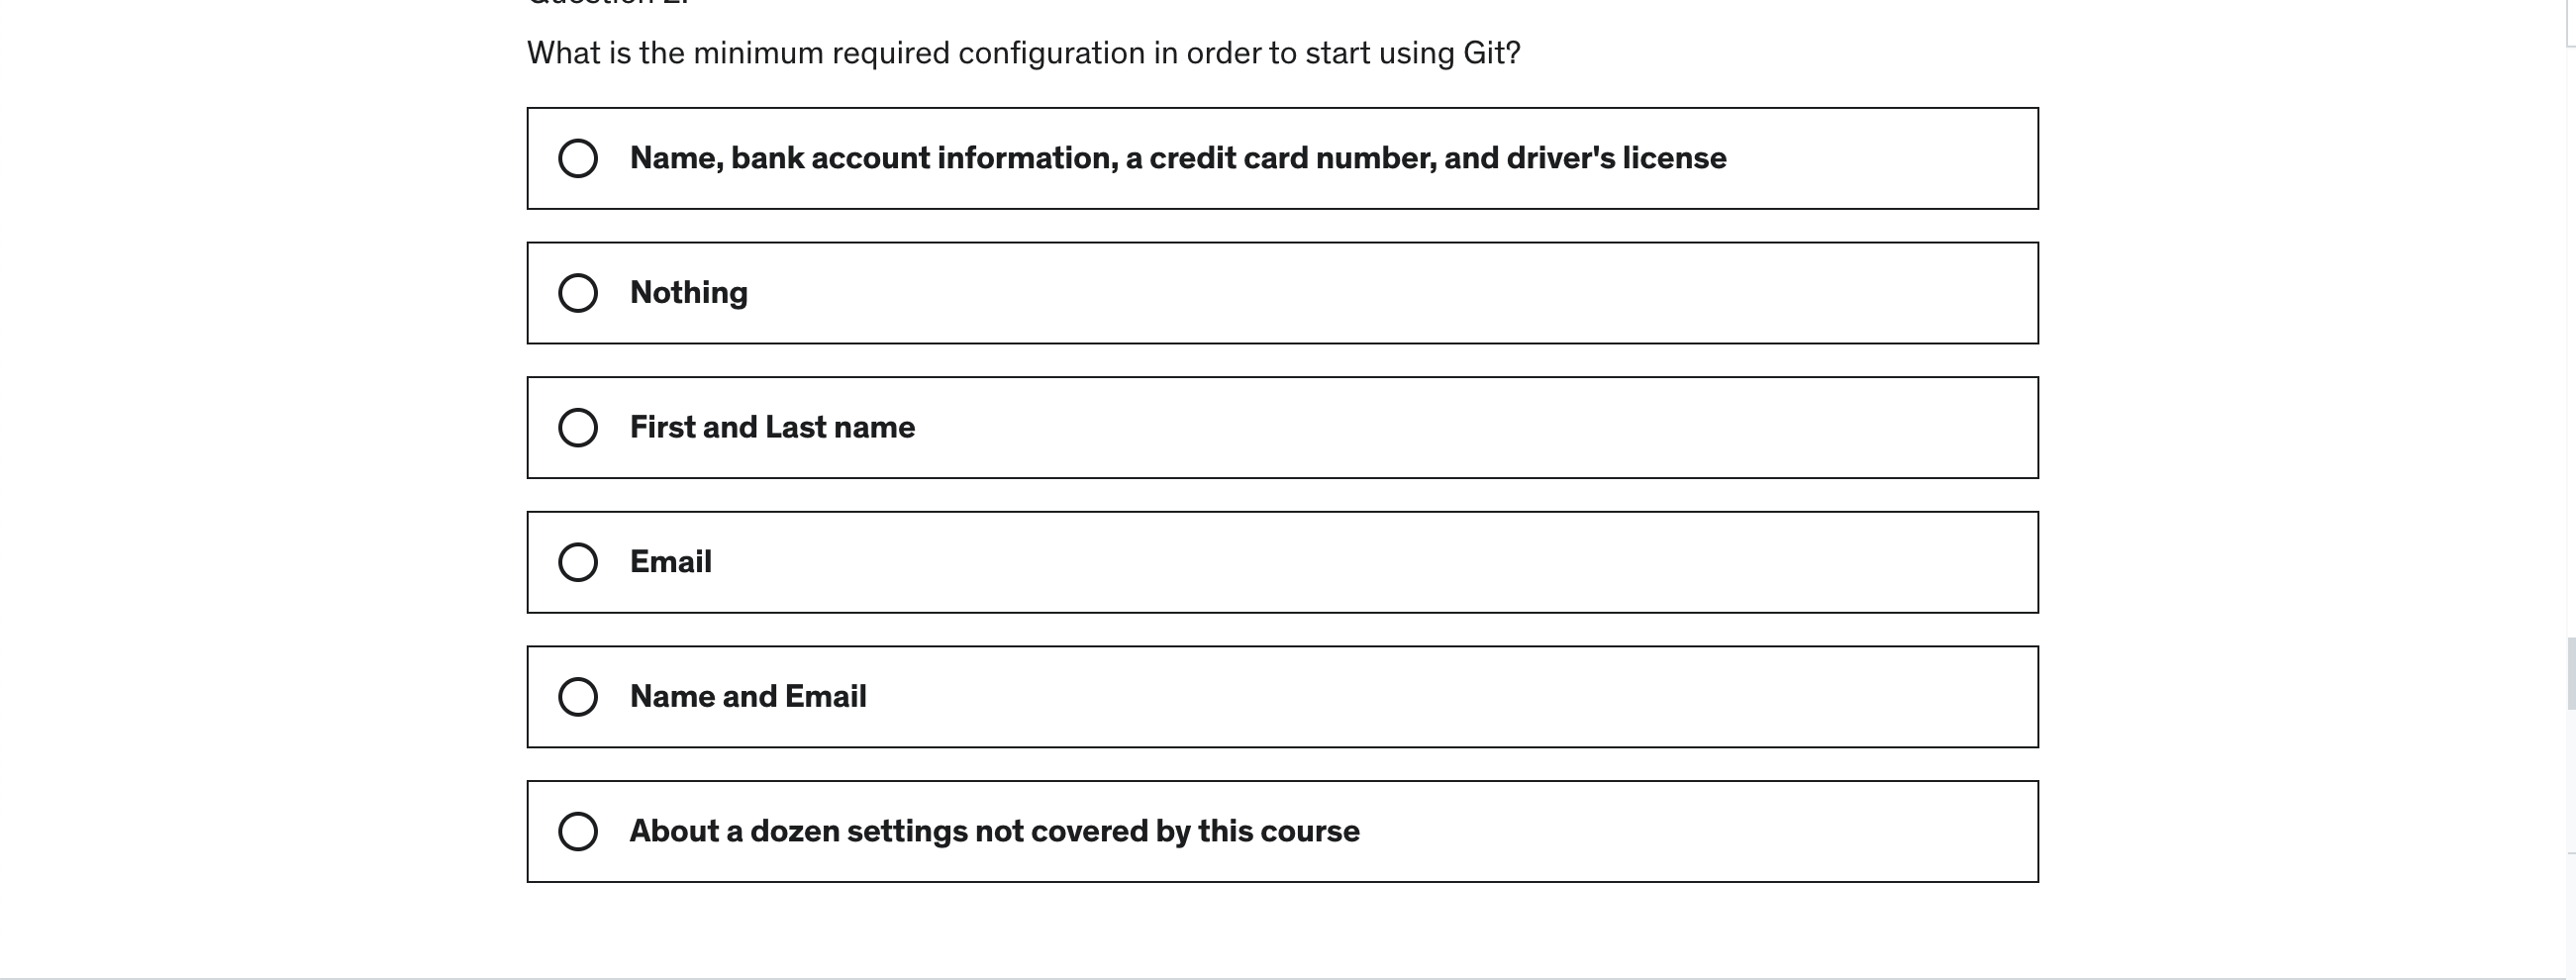 What is the minimum required configuration in order to start using Git?
Name, bank account information, a credit card number, and driver's license
Nothing
First and Last name
Email
Name and Email
About a dozen settings not covered by this course